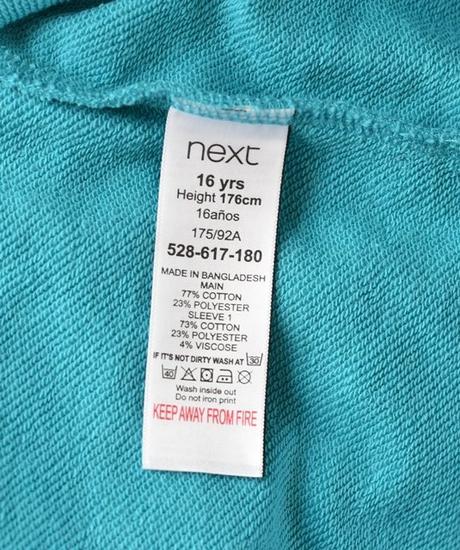 next
16 yrs
Height 176cm
16años
175/92A
528-617-180
MADE IN BANGLADESH
MAIN
77% COTTON
23% POLYESTER
SLEEVE 1
73% COTTON
23% POLYESTER
4% VISCOSE
IF IT'S NOT DIRTY WASH AT 30
40
Wash inside out
Do not iron print
KEEP AWAY FROM FIRE